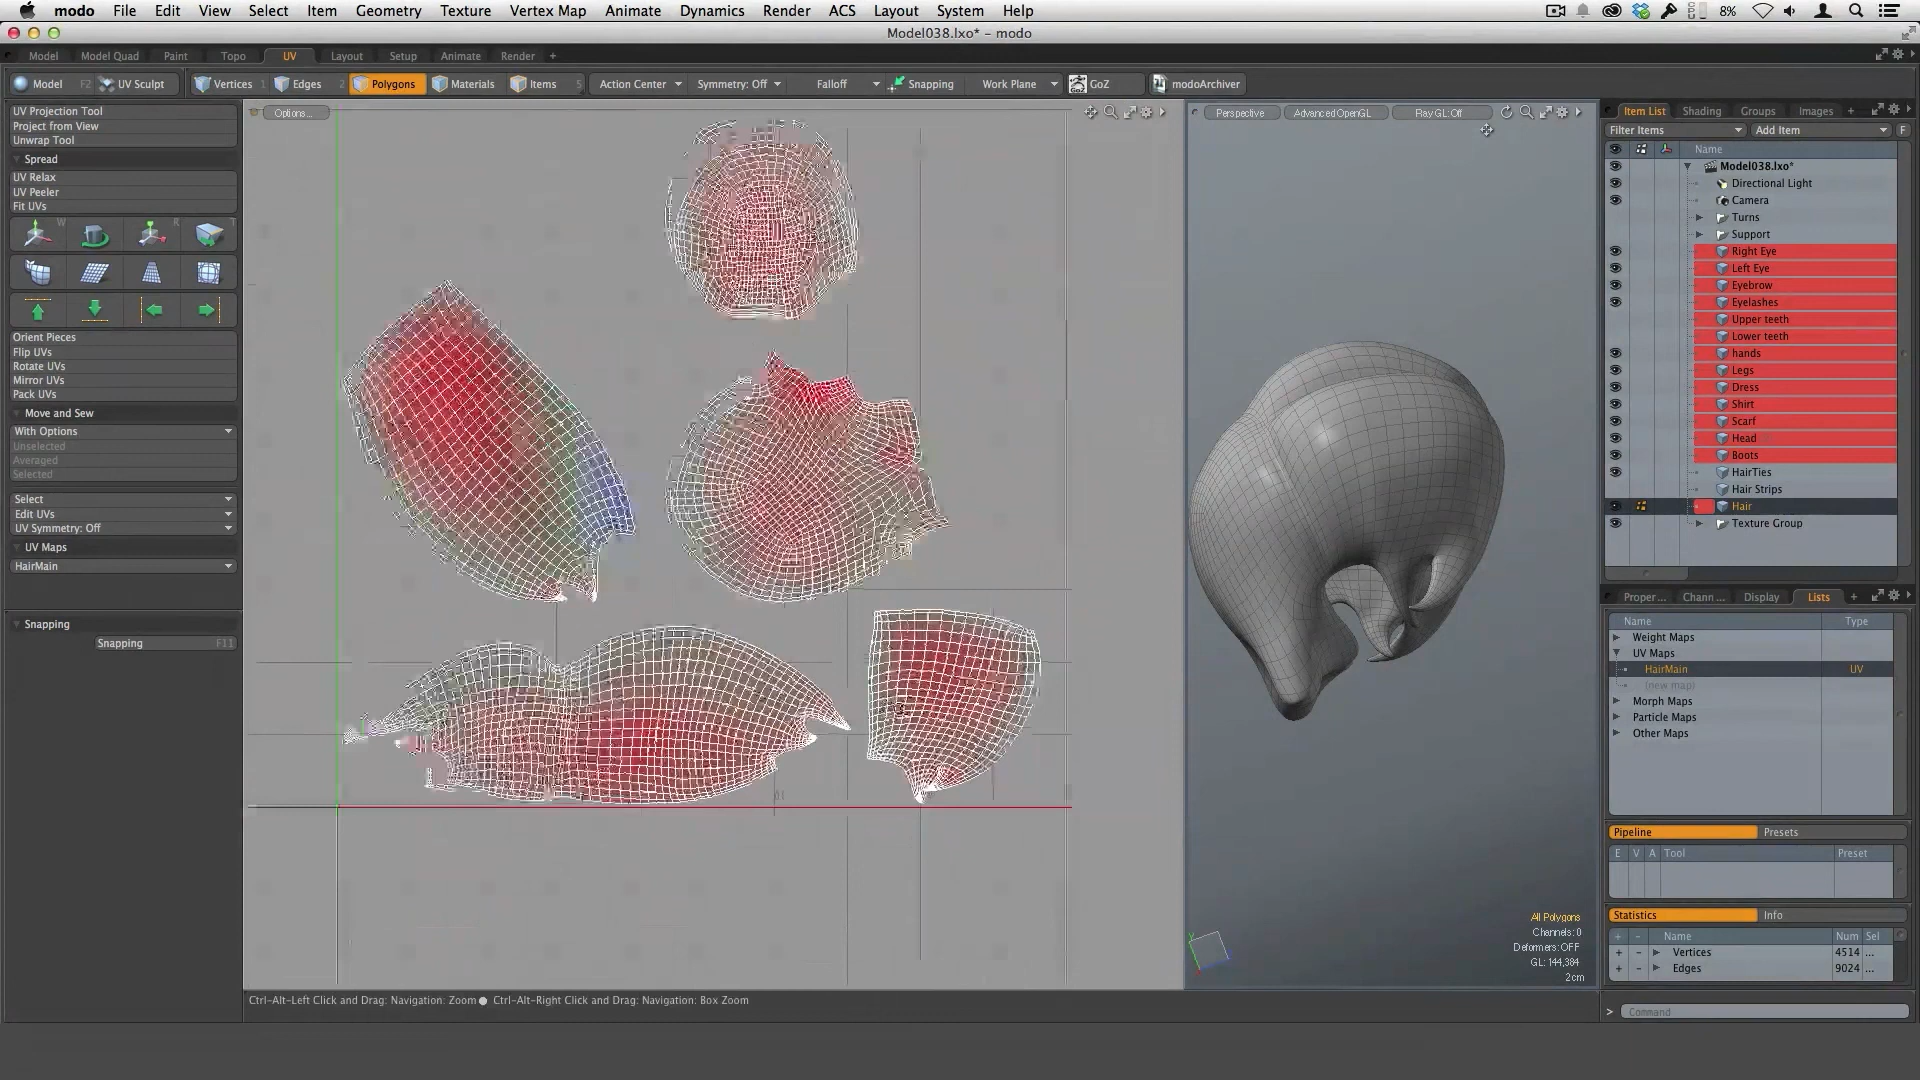 modo File Edit View Select Item Geometry Texture Vertex Map Animate Dynamics Render ACS Layout System Help 8%
Model038.lxo* – modo
Model Model Quad Paint Topo UV Layout Setup Animate Render +
Model F2 UV Sculpt Vertices 1 Edges 2 Polygons Materials Items 5 Action Center Symmetry: Off Falloff Snapping Work Plane GoZ modoArchiver
UV Projection Tool
Project from View
Unwrap Tool
Spread
UV Relax
UV Peeler
Fit UVs
W R T
Orient Pieces
Flip UVs
Rotate UVs
Mirror UVs
Pack UVs
Move and Sew
With Options
Unselected
Averaged
Selected
Select
Edit UVs
UV Symmetry: Off
UV Maps
HairMain
Snapping
Snapping F11
Options...
Perspective Advanced OpenGL Ray GL: Off
All Polygons
Channels: 0
Deformers: OFF
GL: 144,384
2 cm
Ctrl-Alt-Left Click and Drag: Navigation: Zoom ● Ctrl-Alt-Right Click and Drag: Navigation: Box Zoom
Item List Shading Groups Images +
Filter Items Add Item F
Name
Model038.lxo*
Directional Light
Camera
Turns
Support
Right Eye
Left Eye
Eyebrow
Eyelashes
Upper teeth
Lower teeth
hands
Legs
Dress
Shirt
Scarf
Head
Boots
HairTies
Hair Strips
Hair
Texture Group
Proper... Chann ... Display Lists +
Name Type
Weight Maps
UV Maps
HairMain UV
(new map)
Morph Maps
Particle Maps
Other Maps
Pipeline Presets
E V A Tool Preset
Statistics Info
+ – Name Num Sel
+ – Vertices 4514 ...
+ – Edges 9024 ...
> Command